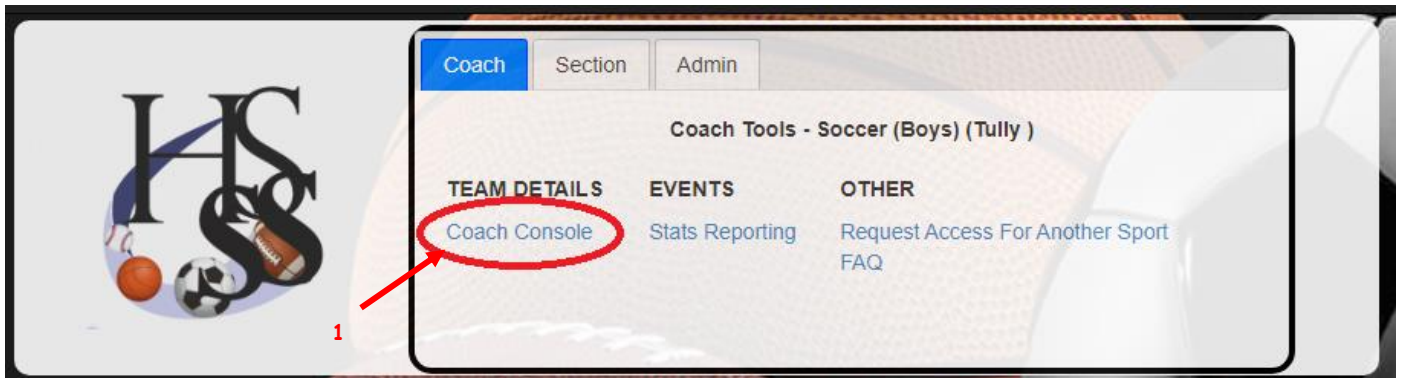 HSSS
Coach Section Admin
Coach Tools - Soccer (Boys) (Tully )
TEAM DETAILS EVENTS OTHER
Coach Console Stats Reporting Request Access For Another Sport
FAQ
1